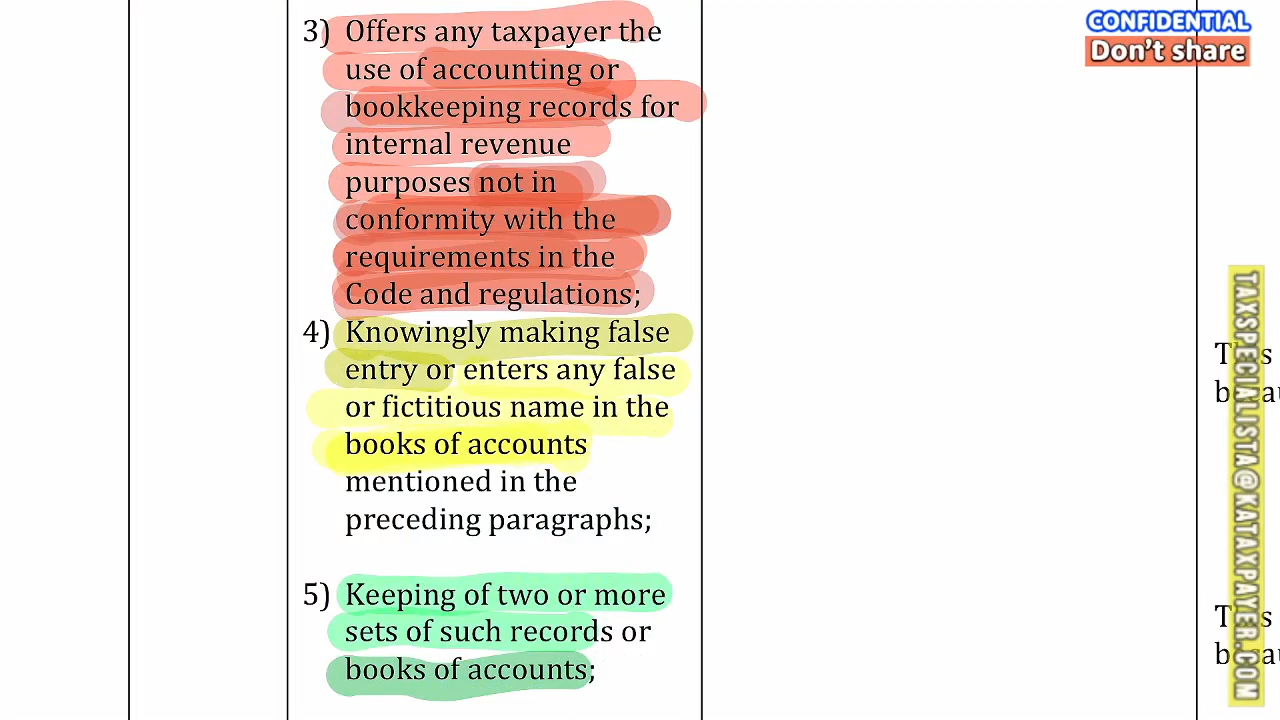 CONFIDENTIAL
Don't share
3) Offers any taxpayer the
use of accounting or
bookkeeping records for
internal revenue
purposes not in
conformity with the
requirements in the
Code and regulations;
4) Knowingly making false
entry or enters any false
or fictitious name in the
books of accounts
mentioned in the
preceding paragraphs;
5) Keeping of two or more
sets of such records or
books of accounts;
TAXSPECIALISTA@KATAXPAYER.COM